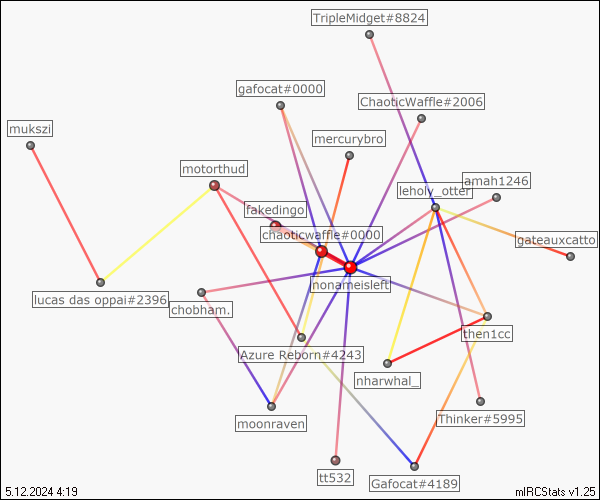 TripleMidget#8824
gafocat#0000
ChaoticWaffle#2006
mukszi
mercurybro
motorthud
amah1246
leholy_otter
fakedingo
chaoticwaffle#0000
gateauxcatto
nonameisleft
lucas das oppai#2396
chobham.
then1cc
Azure Reborn#4243
nharwhal_
moonraven
Thinker#5995
tt532
Gafocat#4189
5.12.2024 4:19
mIRCStats v1.25